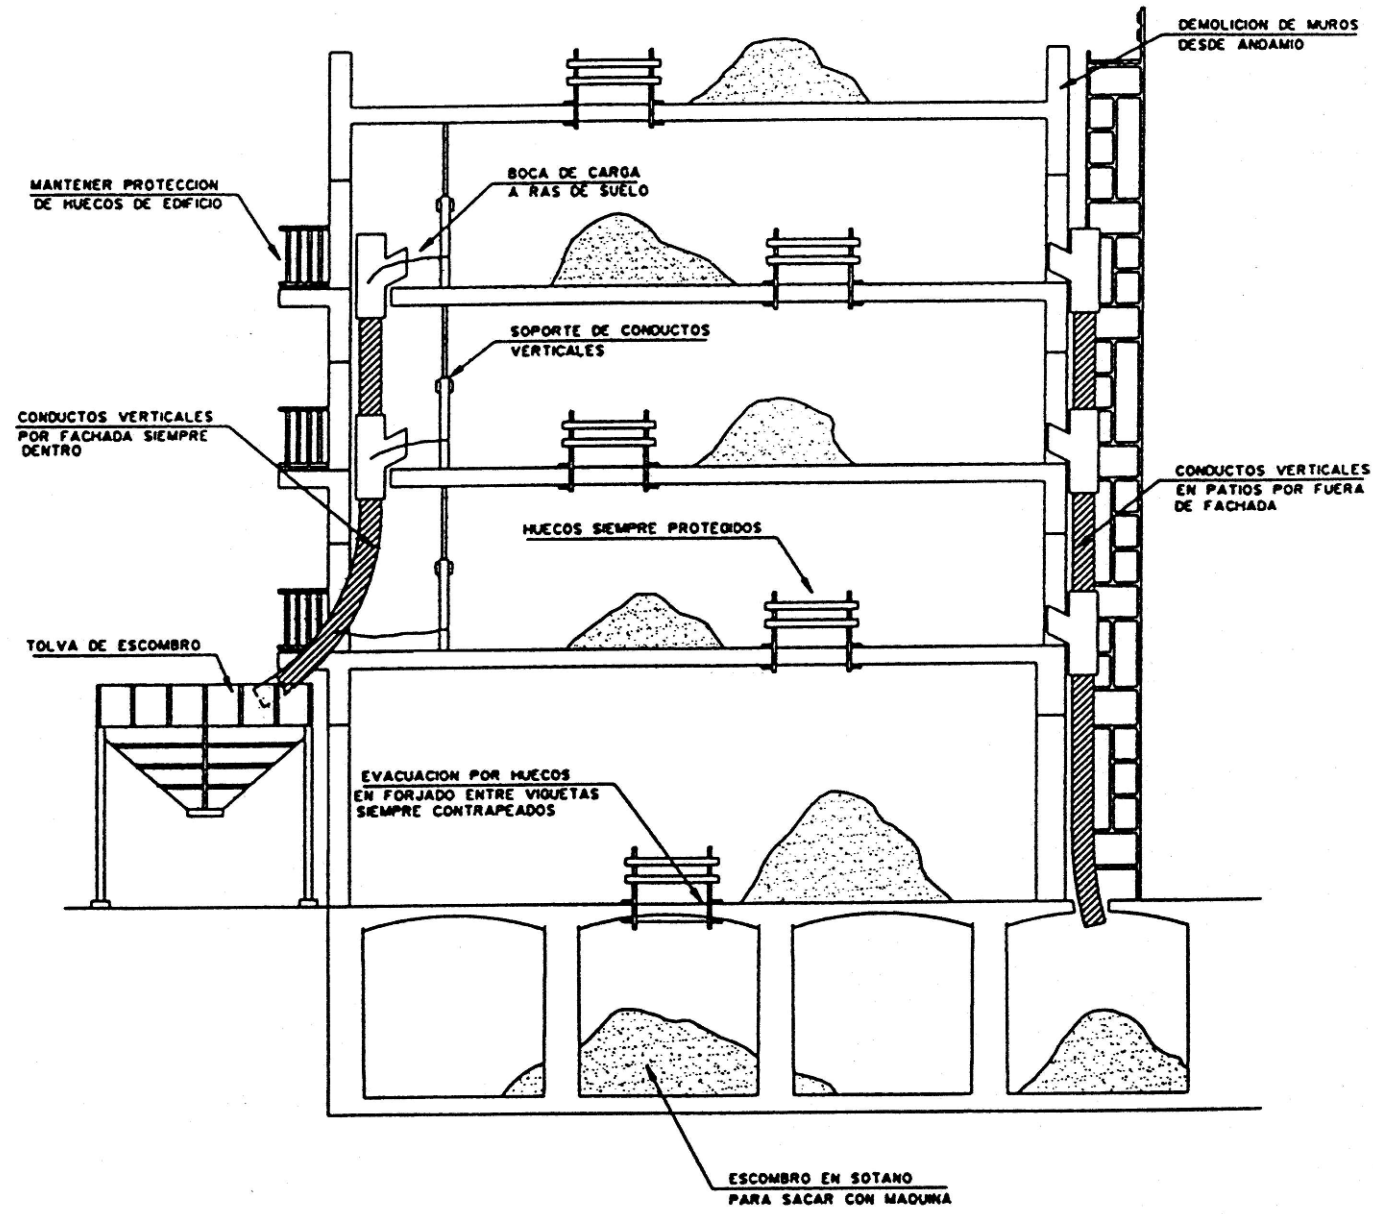 DEMOLICION DE MUROS
DESDE ANDAMIO
BOCA DE CARGA
A RAS DE SUELO
MANTENER PROTECCION
DE HUECOS DE EDIFICIO
SOPORTE DE CONDUCTOS
VERTICALES
CONDUCTOS VERTICALES
POR FACHADA SIEMPRE
DENTRO
CONDUCTOS VERTICALES
EN PATIOS POR FUERA
DE FACHADA
HUECOS SIEMPRE PROTEGIDOS
TOLVA DE ESCOMBRO
EVACUACION POR HUECOS
EN FORJADO ENTRE VIGUETAS
SIEMPRE CONTRAPEADOS
ESCOMBRO EN SOTANO
PARA SACAR CON MAQUINA